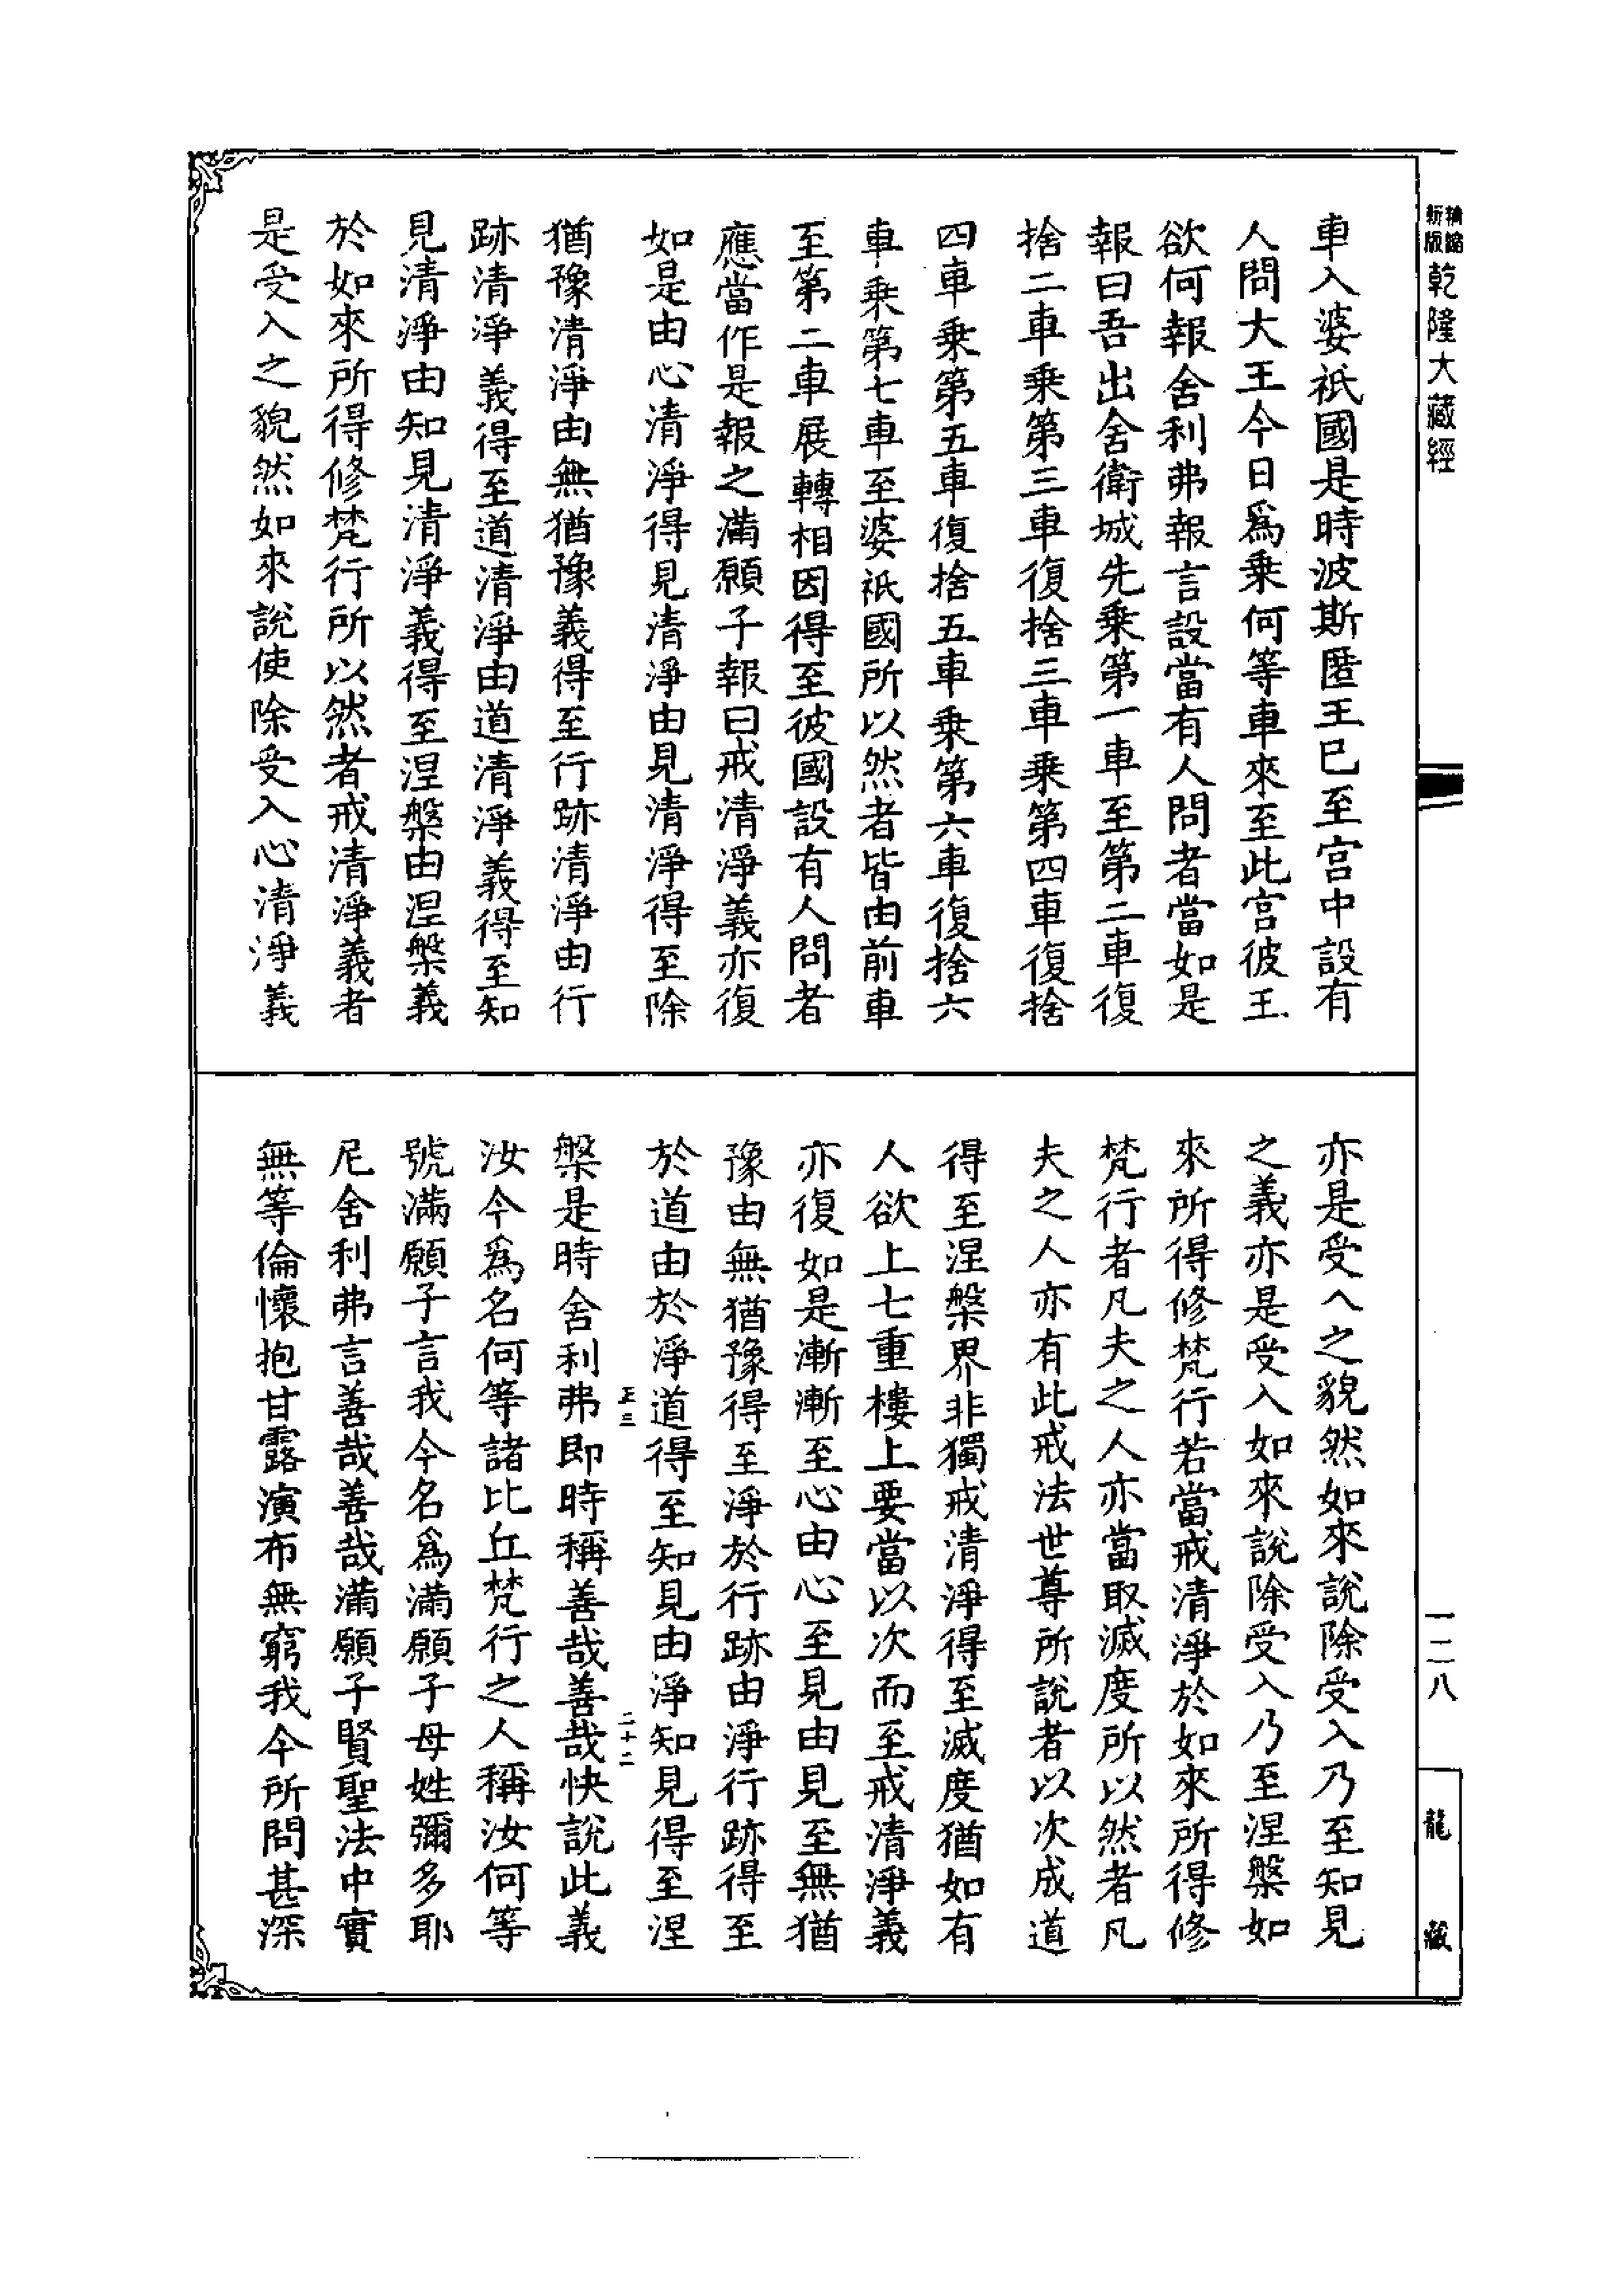 新版精縮
乾隆大藏經
車入婆祇國是時波斯匿王已至宮中設有
人問大王今日爲乘何等車來至此宮彼王
欲何報舍利弗報言設當有人問者當如是
報曰吾出舍衛城先乘第一車至第二車復
捨二車乘第三車復捨三車乘第四車復捨
四車乘第五車復捨五車乘第六車復捨六
車乘第七車至婆祇國所以然者皆由前車
至第二車展轉相因得至彼國設有人問者
應當作是報之滿願子報曰戒清淨義亦復
如是由心清淨得見清淨由見清淨得至除
猶豫清淨由無猶豫義得至行跡清淨由行
跡清淨義得至道清淨由道清淨義得至知
見清淨由知見清淨義得至涅槃由涅槃義
於如來所得修梵行所以然者戒清淨義者
是受入之貌然如來說使除受入心清淨義
亦是受入之貌然如來說除受入乃至知見
之義亦是受入如來說除受入乃至涅槃如
來所得修梵行若當戒清淨於如來所得修
梵行者凡夫之人亦當取滅度所以然者凡
夫之人亦有此戒法世尊所說者以次成道
得至涅槃界非獨戒清淨得至滅度猶如有
人欲上七重樓上要當以次而至戒清淨義
亦復如是漸漸至心由心至見由見至無猶
豫由無猶豫得至淨於行跡由淨行跡得至
於道由於淨道得至知見由淨知見得至涅
正三
二十二
槃是時舍利弗即時稱善哉善哉快說此義
汝今爲名何等諸比丘梵行之人稱汝何等
號滿願子言我今名爲滿願子母姓彌多耶
尼舍利弗言善哉善哉滿願子賢聖法中實
無等倫懷抱甘露演布無窮我今所問甚深
一二八
龍藏